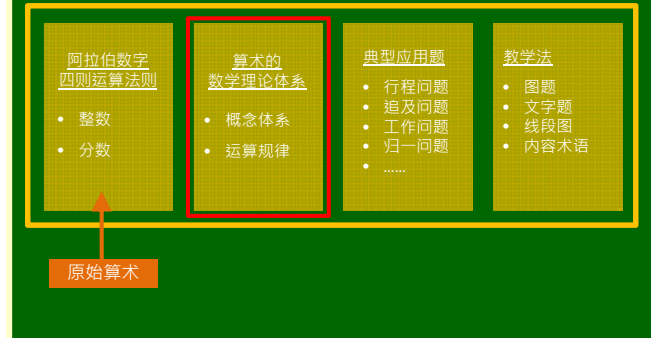 阿拉伯数字
四则运算法则
• 整数
• 分数
算术的
数学理论体系
• 概念体系
• 运算规律
典型应用题
• 行程问题
• 追及问题
• 工作问题
• 归一问题
• ……
教学法
• 图题
• 文字题
• 线段图
• 内容术语
原始算术